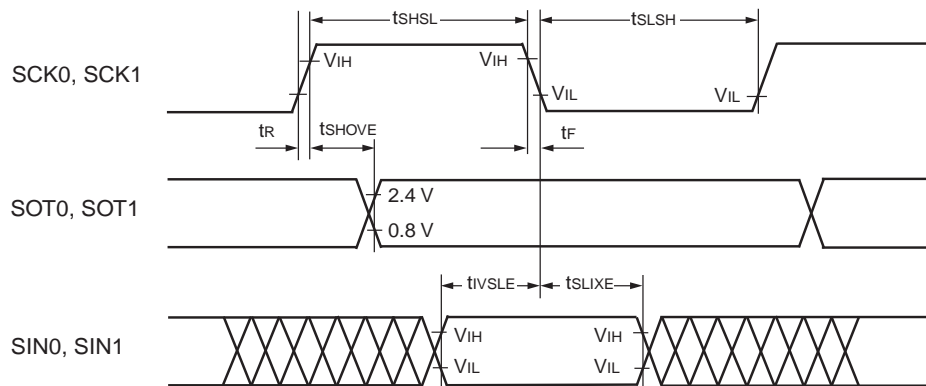 tSHSL tSLSH
SCK0, SCK1
VIH VIH
VIL VIL
tR tSHOVE tF
SOT0, SOT1
2.4 V
0.8 V
tIVSLE tSLIXE
SIN0, SIN1
VIH VIH
VIL VIL